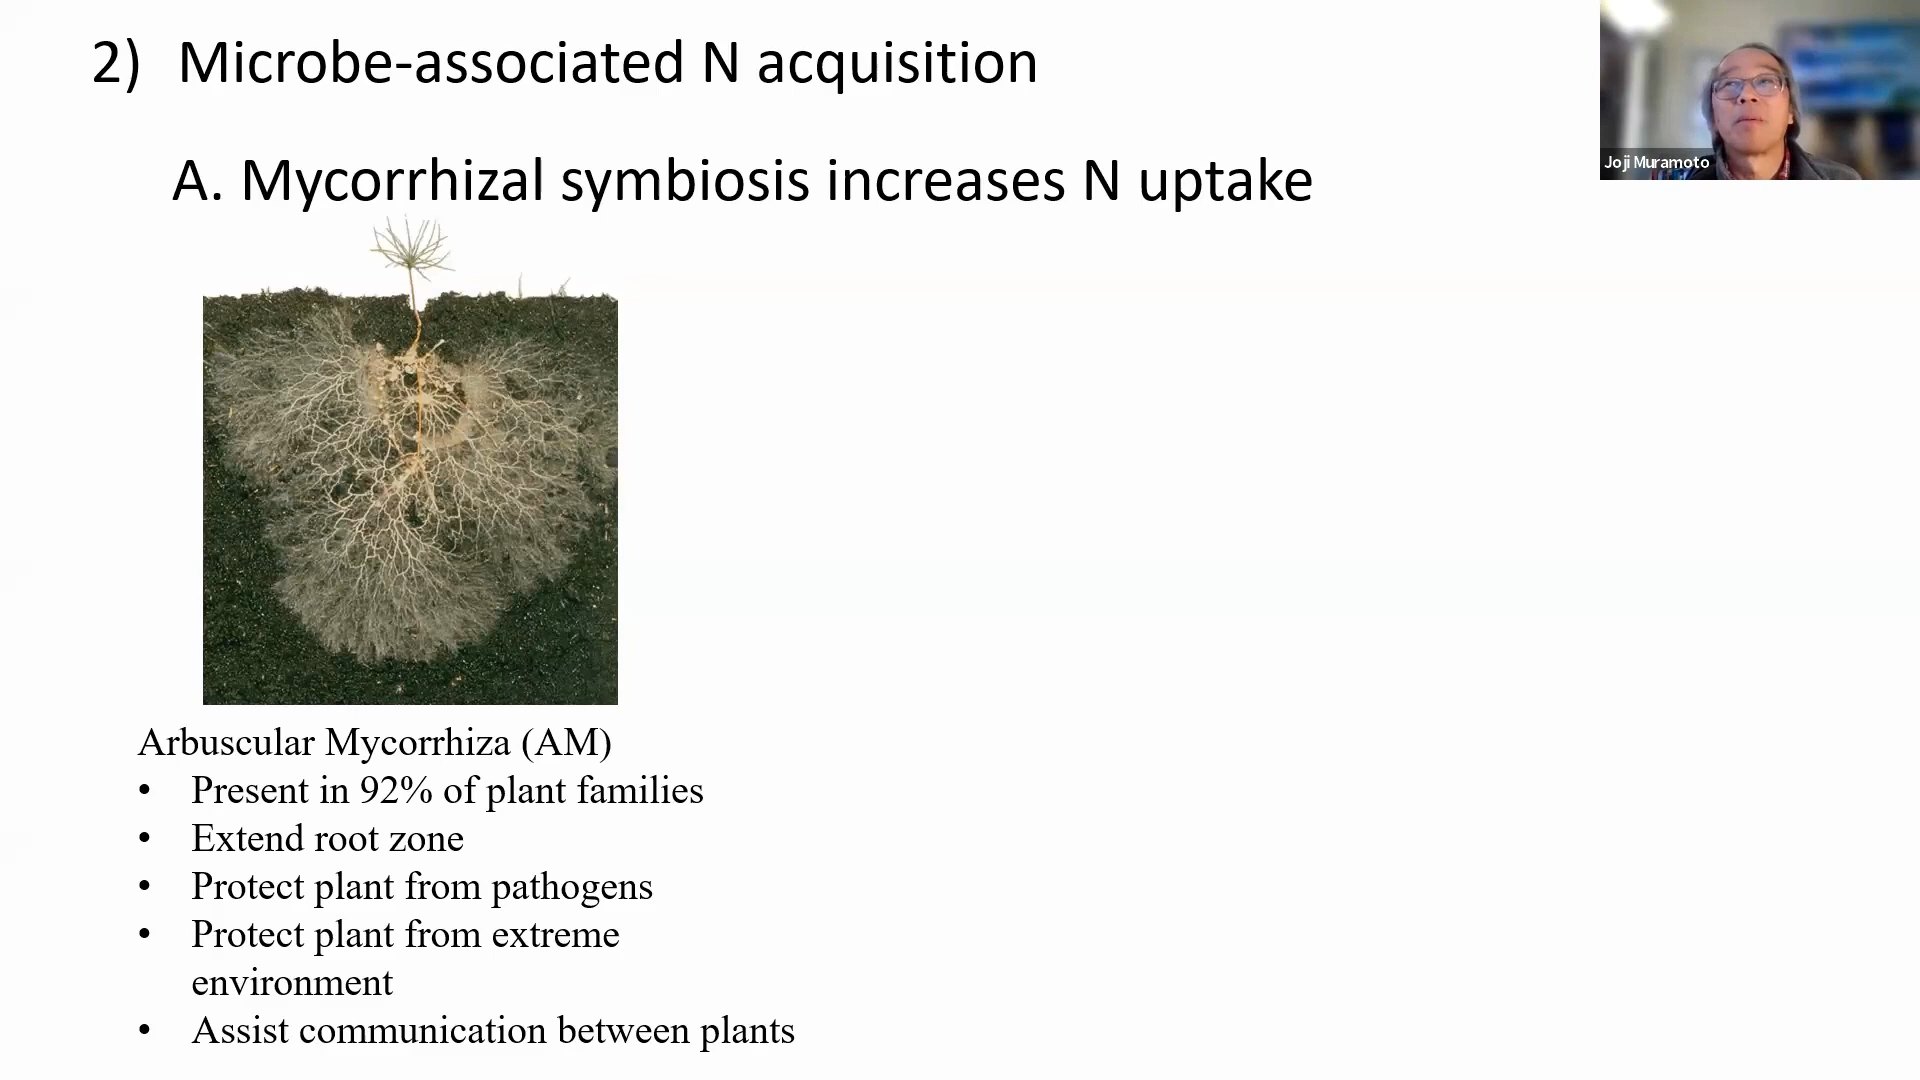 2) Microbe-associated N acquisition
Joji Muramoto
A. Mycorrhizal symbiosis increases N uptake
Arbuscular Mycorrhiza (AM)
• Present in 92% of plant families
• Extend root zone
• Protect plant from pathogens
• Protect plant from extreme
environment
• Assist communication between plants